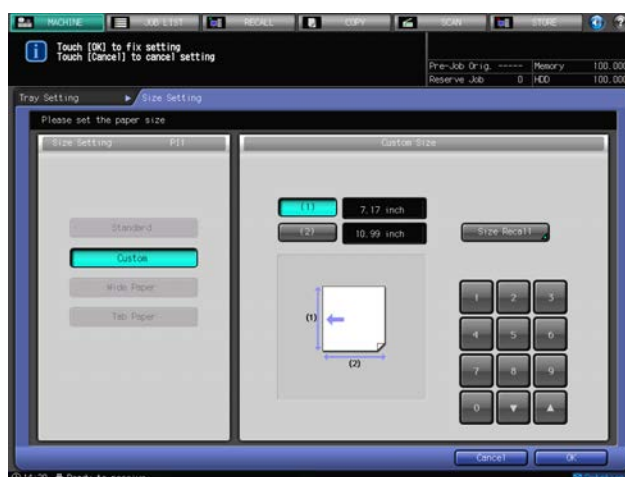 MACHINE JOB LIST RECALL COPY SCAN STORE
Touch [OK] to fix setting
Touch [Cancel] to cancel setting
Pre-Job Orig. ----- Memory 100.00
Reserve Job 0 HDD 100.00
Tray Setting Size Setting
Please set the paper size
Size Setting PI1 Custom Size
(1) 7.17 inch
Standard (2) 10.99 inch Size Recall
Custom
Wide Paper 1 2 3
Tab Paper (1) 4 5 6
(2)
7 8 9
0 ▼ ▲
Cancel OK